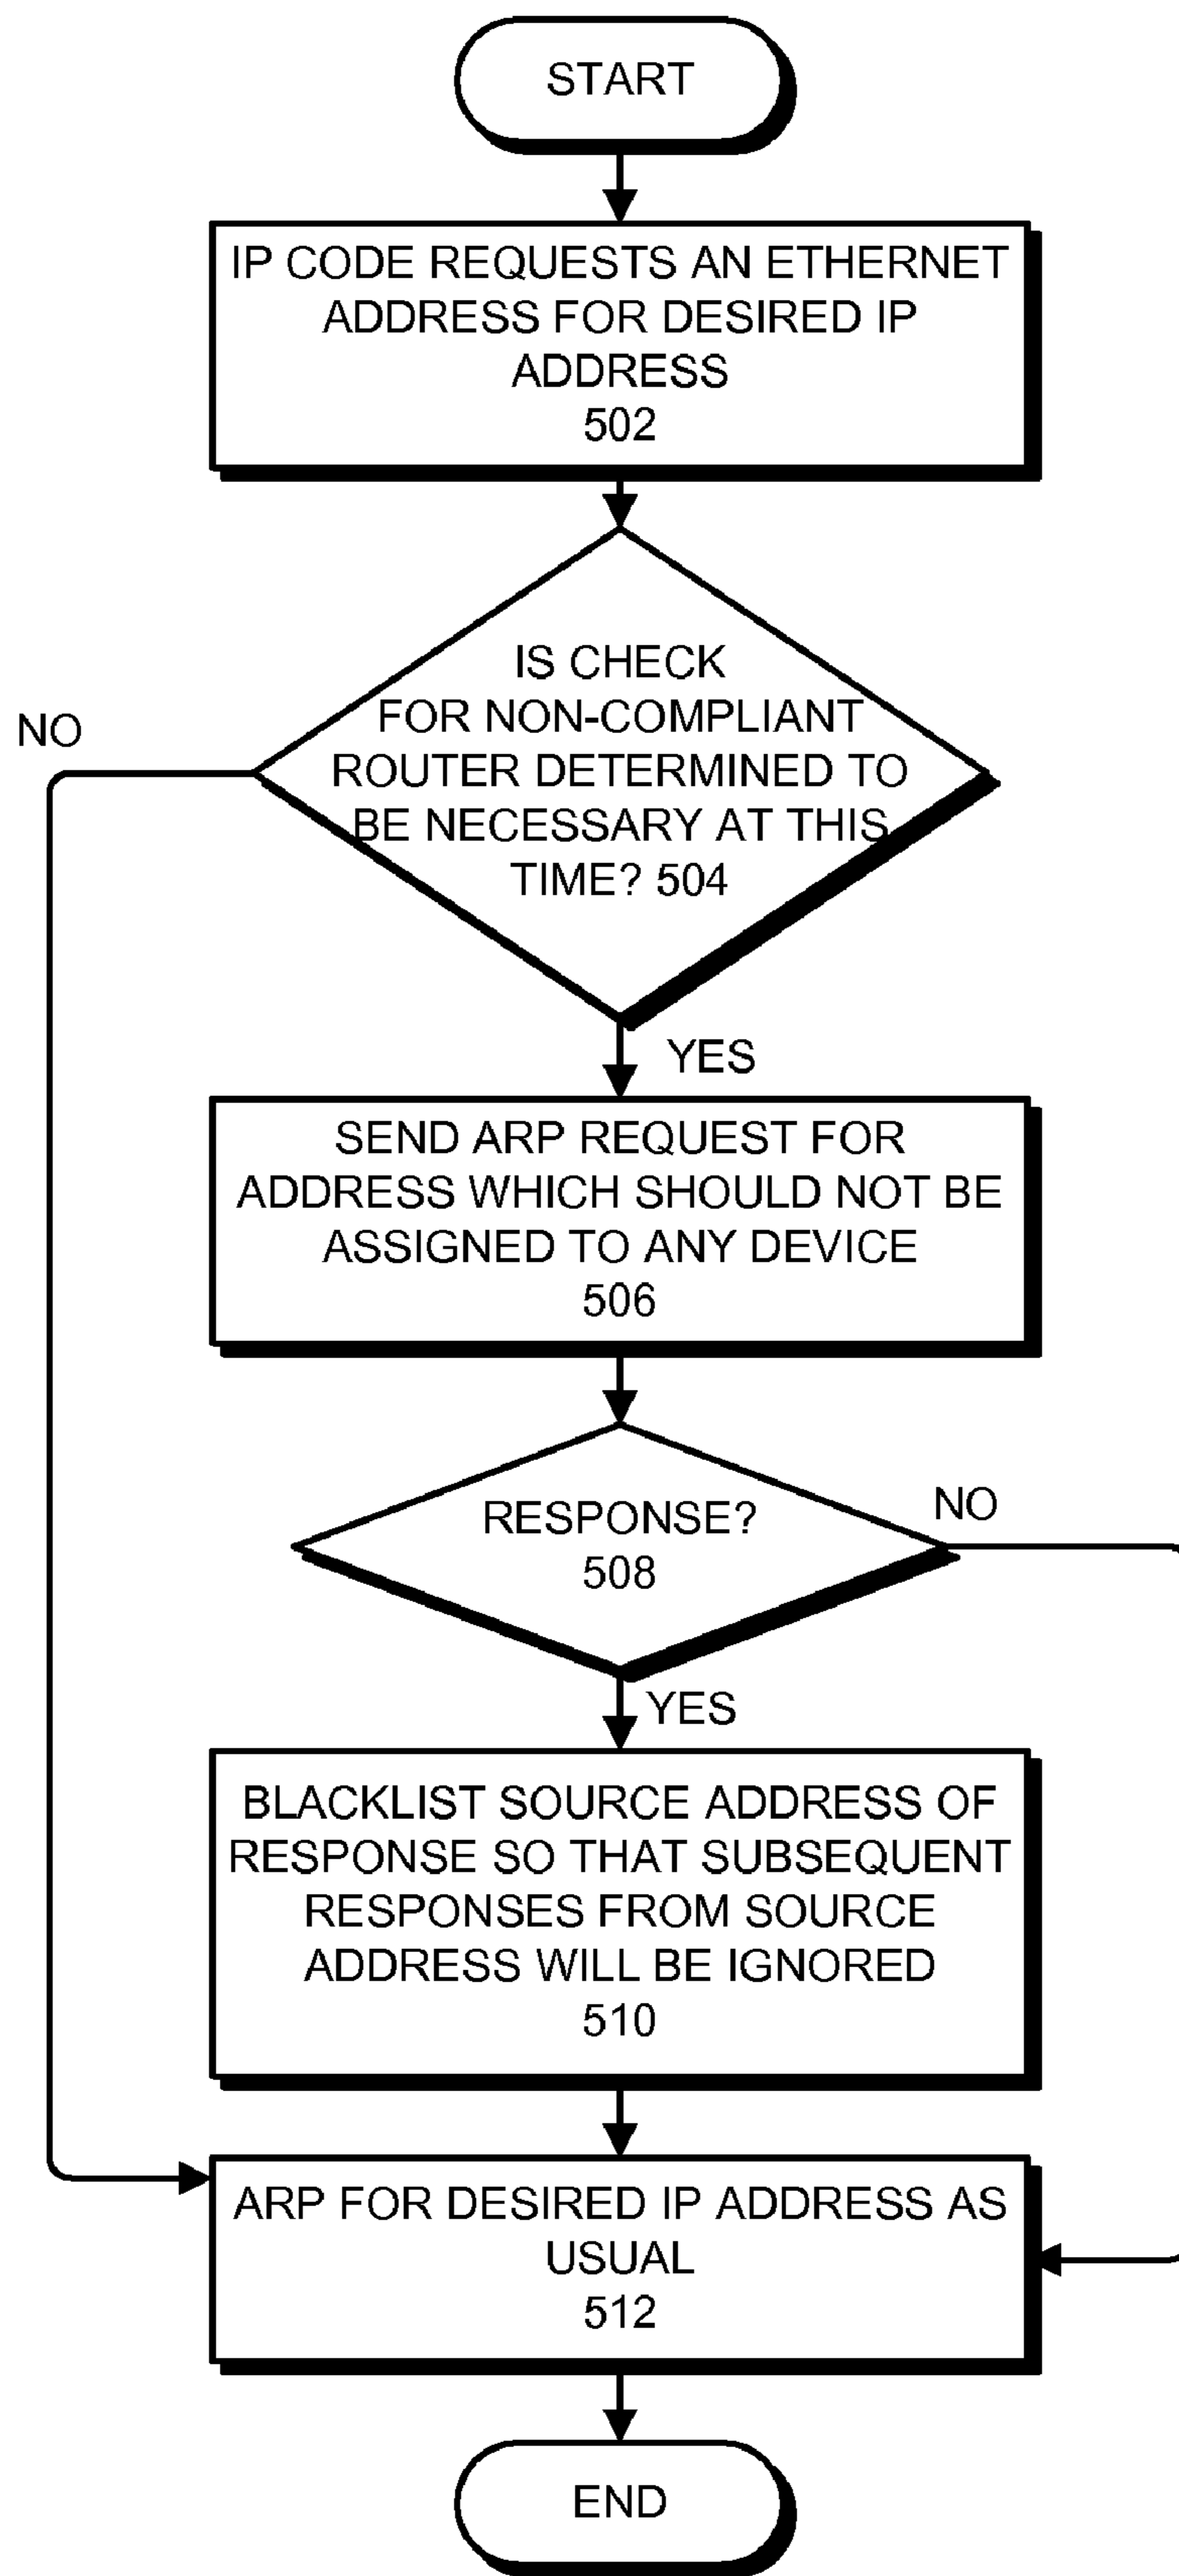 START
IP CODE REQUESTS AN ETHERNET
ADDRESS FOR DESIRED IP
ADDRESS
502
IS CHECK
FOR NON-COMPLIANT
ROUTER DETERMINED TO
BE NECESSARY AT THIS
TIME? 504
NO
YES
SEND ARP REQUEST FOR
ADDRESS WHICH SHOULD NOT BE
ASSIGNED TO ANY DEVICE
506
RESPONSE?
508
NO
YES
BLACKLIST SOURCE ADDRESS OF
RESPONSE SO THAT SUBSEQUENT
RESPONSES FROM SOURCE
ADDRESS WILL BE IGNORED
510
ARP FOR DESIRED IP ADDRESS AS
USUAL
512
END